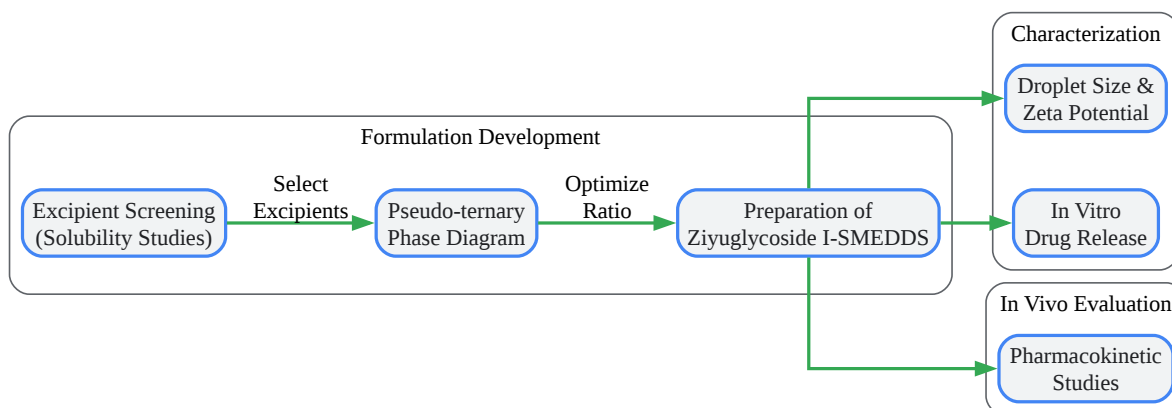 Formulation Development
Excipient Screening
(Solubility Studies)
Select
Excipients
Pseudo-ternary
Phase Diagram
Optimize
Ratio
Preparation of
Ziyuglycoside I-SMEDDS
Characterization
Droplet Size &
Zeta Potential
In Vitro
Drug Release
In Vivo Evaluation
Pharmacokinetic
Studies